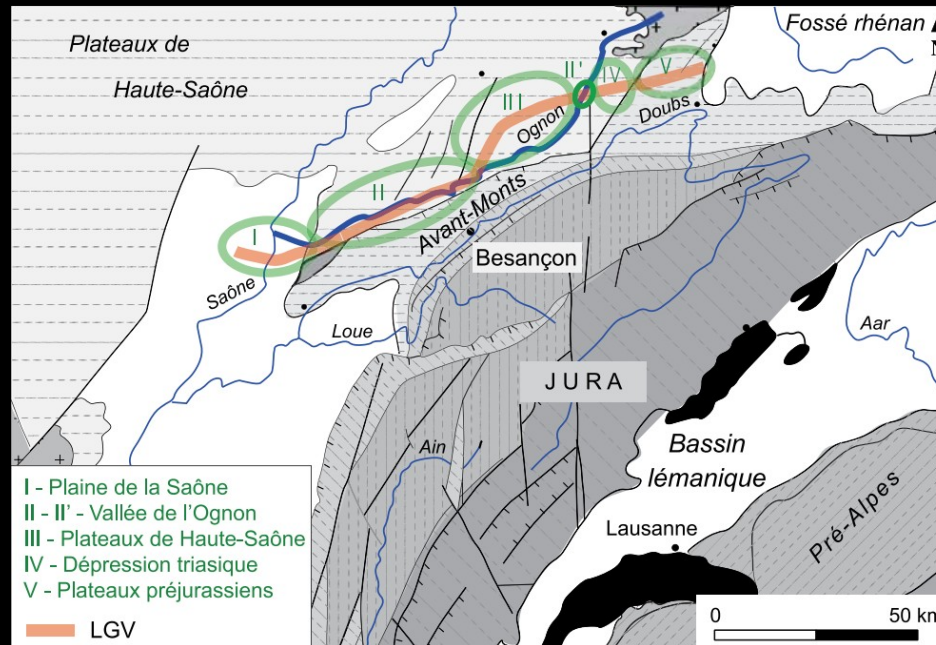 Plateaux de
Haute-Saône
Fossé rhénan
N
II'
IV
V
III
Ognon
Doubs
II
Avant-Monts
I
Besançon
Saône
Loue
Aar
JURA
Ain
Bassin
lémanique
Lausanne
Pré-Alpes
I - Plaine de la Saône
II - II' - Vallée de l'Ognon
III - Plateaux de Haute-Saône
IV - Dépression triasique
V - Plateaux préjurassiens
LGV
0 50 km